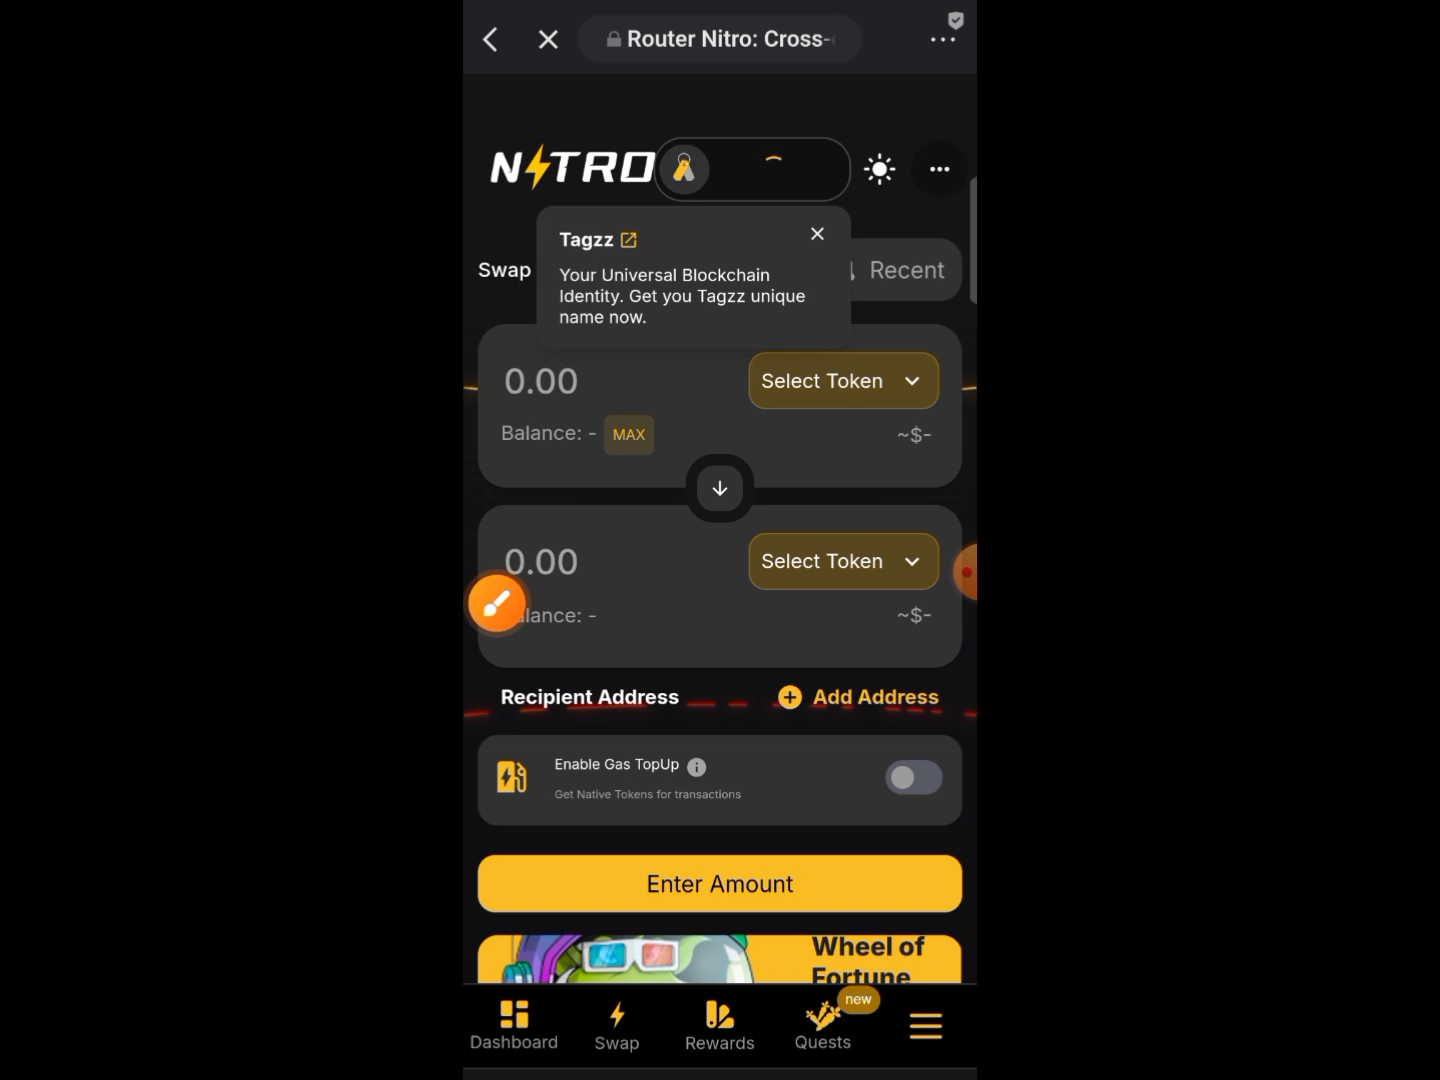 Router Nitro: Cross-
NITRO
Tagzz
Your Universal Blockchain
Identity. Get you Tagzz unique
name now.
Swap
Recent
0.00
Select Token
Balance: -
MAX
~$-
0.00
Select Token
alance: -
~$-
Recipient Address
Add Address
Enable Gas TopUp
Get Native Tokens for transactions
Enter Amount
Wheel of
Fortune
new
Dashboard
Swap
Rewards
Quests